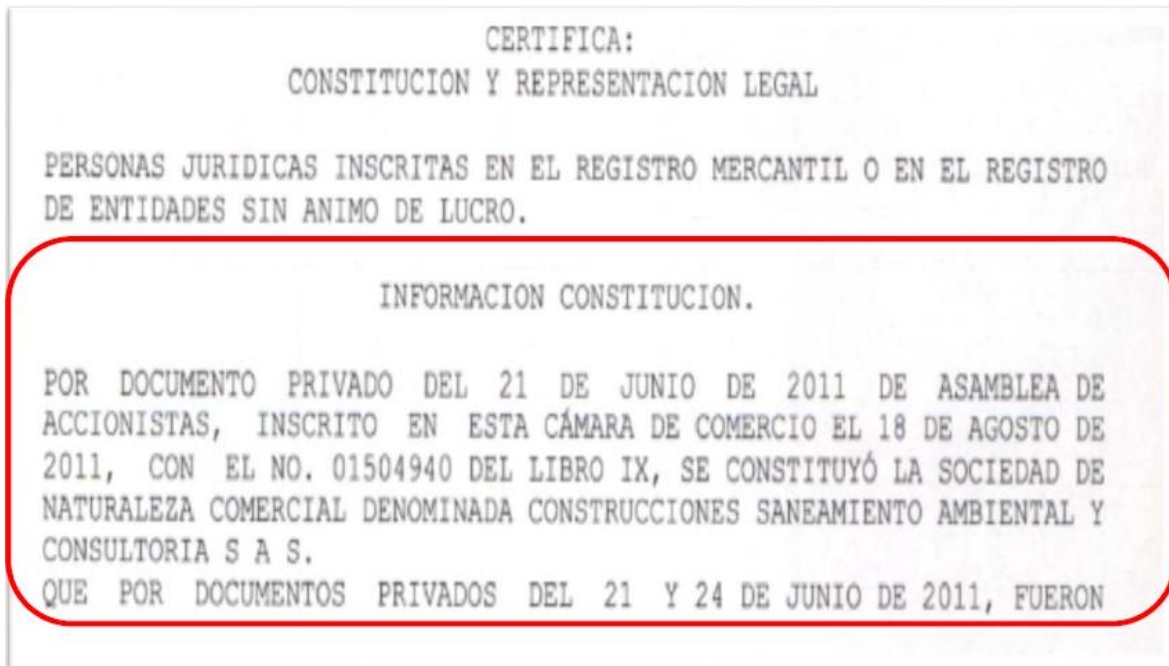 CERTIFICA:
CONSTITUCION Y REPRESENTACION LEGAL
PERSONAS JURIDICAS INSCRITAS EN EL REGISTRO MERCANTIL O EN EL REGISTRO
DE ENTIDADES SIN ANIMO DE LUCRO.
INFORMACION CONSTITUCION.
POR DOCUMENTO PRIVADO DEL 21 DE JUNIO DE 2011 DE ASAMBLEA DE
ACCIONISTAS, INSCRITO EN ESTA CÁMARA DE COMERCIO EL 18 DE AGOSTO DE
2011, CON EL NO. 01504940 DEL LIBRO IX, SE CONSTITUYÓ LA SOCIEDAD DE
NATURALEZA COMERCIAL DENOMINADA CONSTRUCCIONES SANEAMIENTO AMBIENTAL Y
CONSULTORIA S A S.
QUE POR DOCUMENTOS PRIVADOS DEL 21 Y 24 DE JUNIO DE 2011, FUERON